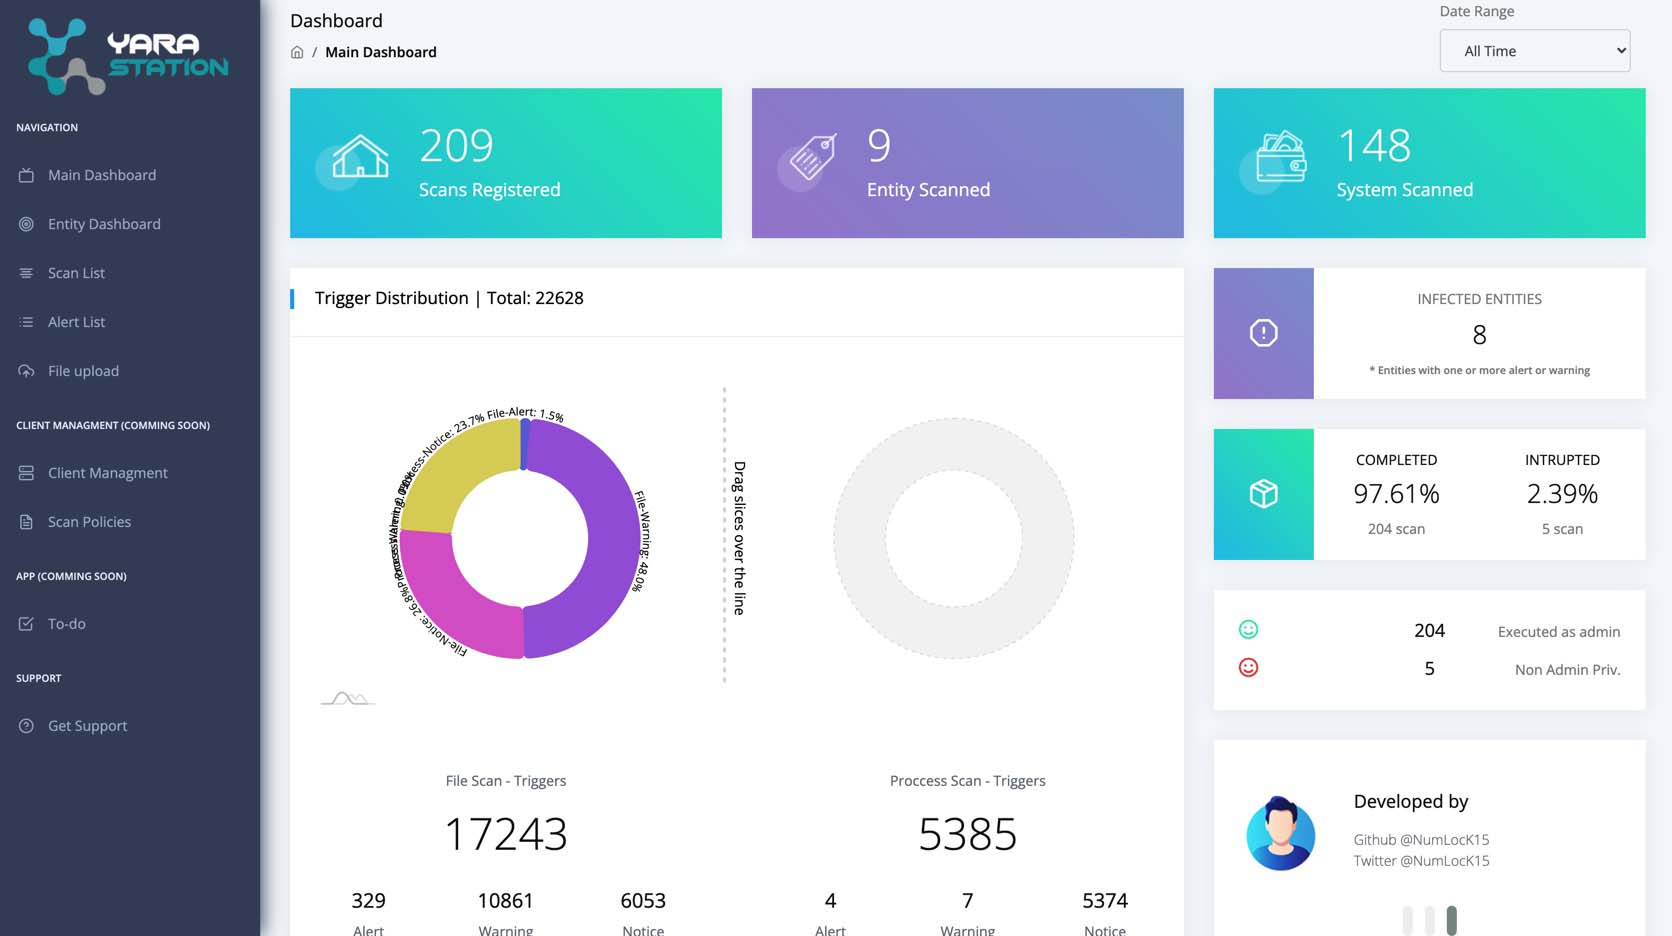 YARA
STATION
NAVIGATION
Main Dashboard
Entity Dashboard
Scan List
Alert List
File upload
CLIENT MANAGMENT (COMMING SOON)
Client Managment
Scan Policies
APP (COMMING SOON)
To-do
SUPPORT
Get Support
Dashboard
/ Main Dashboard
Date Range
All Time
209
Scans Registered
9
Entity Scanned
148
System Scanned
Trigger Distribution | Total: 22628
File-Alert: 1.5%
File-Warning: 48.0%
File-Notice: 26.8%
Process-Notice: 23.7%
Drag slices over the line
File Scan - Triggers
17243
329
Alert
10861
Warning
6053
Notice
Proccess Scan - Triggers
5385
4
Alert
7
Warning
5374
Notice
INFECTED ENTITIES
8
* Entities with one or more alert or warning
COMPLETED
97.61%
204 scan
INTRUPTED
2.39%
5 scan
204 Executed as admin
5 Non Admin Priv.
Developed by
Github @NumLocK15
Twitter @NumLocK15